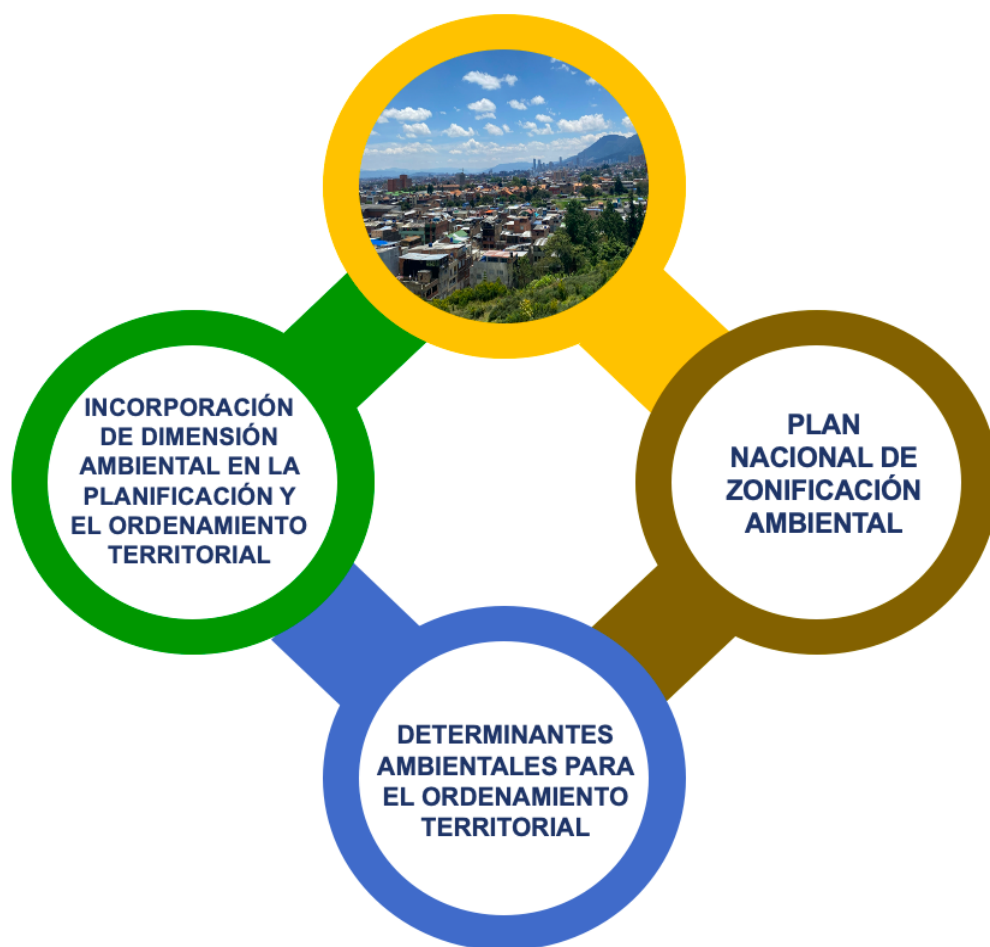 INCORPORACIÓN
DE DIMENSIÓN
AMBIENTAL EN LA
PLANIFICACIÓN Y
EL ORDENAMIENTO
TERRITORIAL
PLAN
NACIONAL DE
ZONIFICACIÓN
AMBIENTAL
DETERMINANTES
AMBIENTALES PARA
EL ORDENAMIENTO
TERRITORIAL